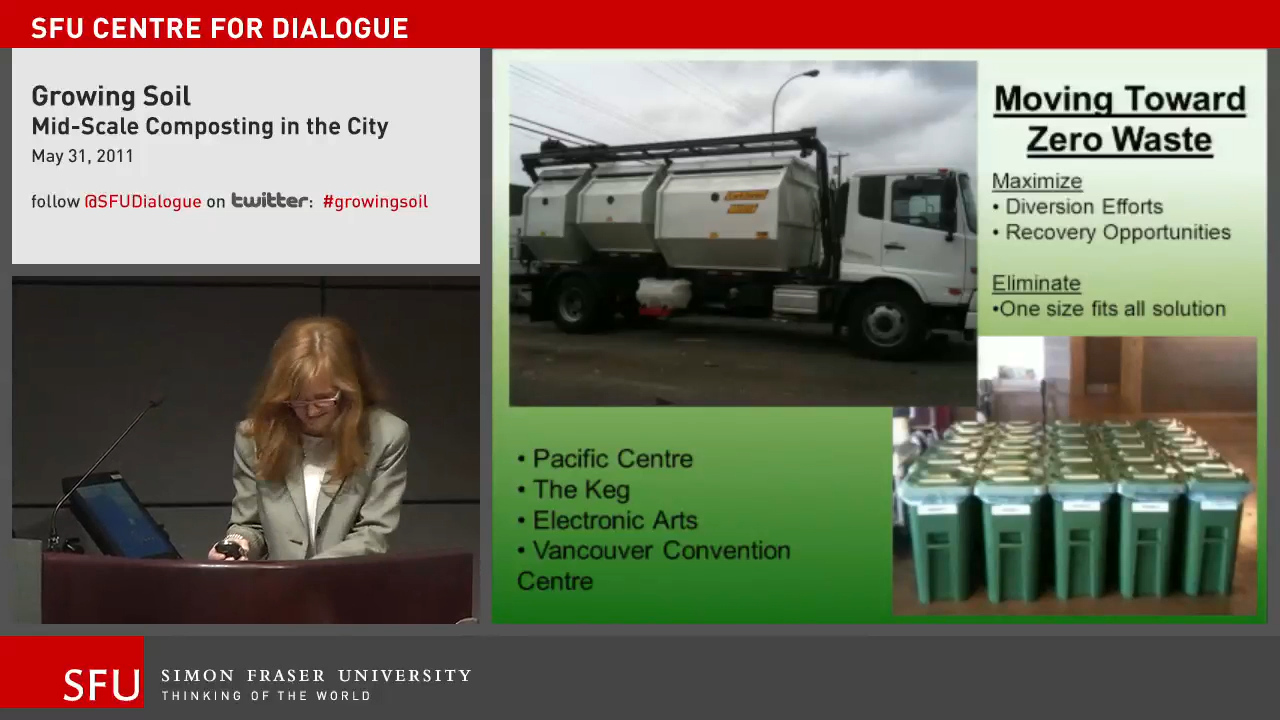 SFU CENTRE FOR DIALOGUE
Growing Soil
Mid-Scale Composting in the City
May 31, 2011
follow @SFUDialogue on twitter: #growingsoil
Moving Toward
Zero Waste
Maximize
• Diversion Efforts
• Recovery Opportunities
Eliminate
•One size fits all solution
• Pacific Centre
• The Keg
• Electronic Arts
• Vancouver Convention
Centre
SFU
SIMON FRASER UNIVERSITY
THINKING OF THE WORLD